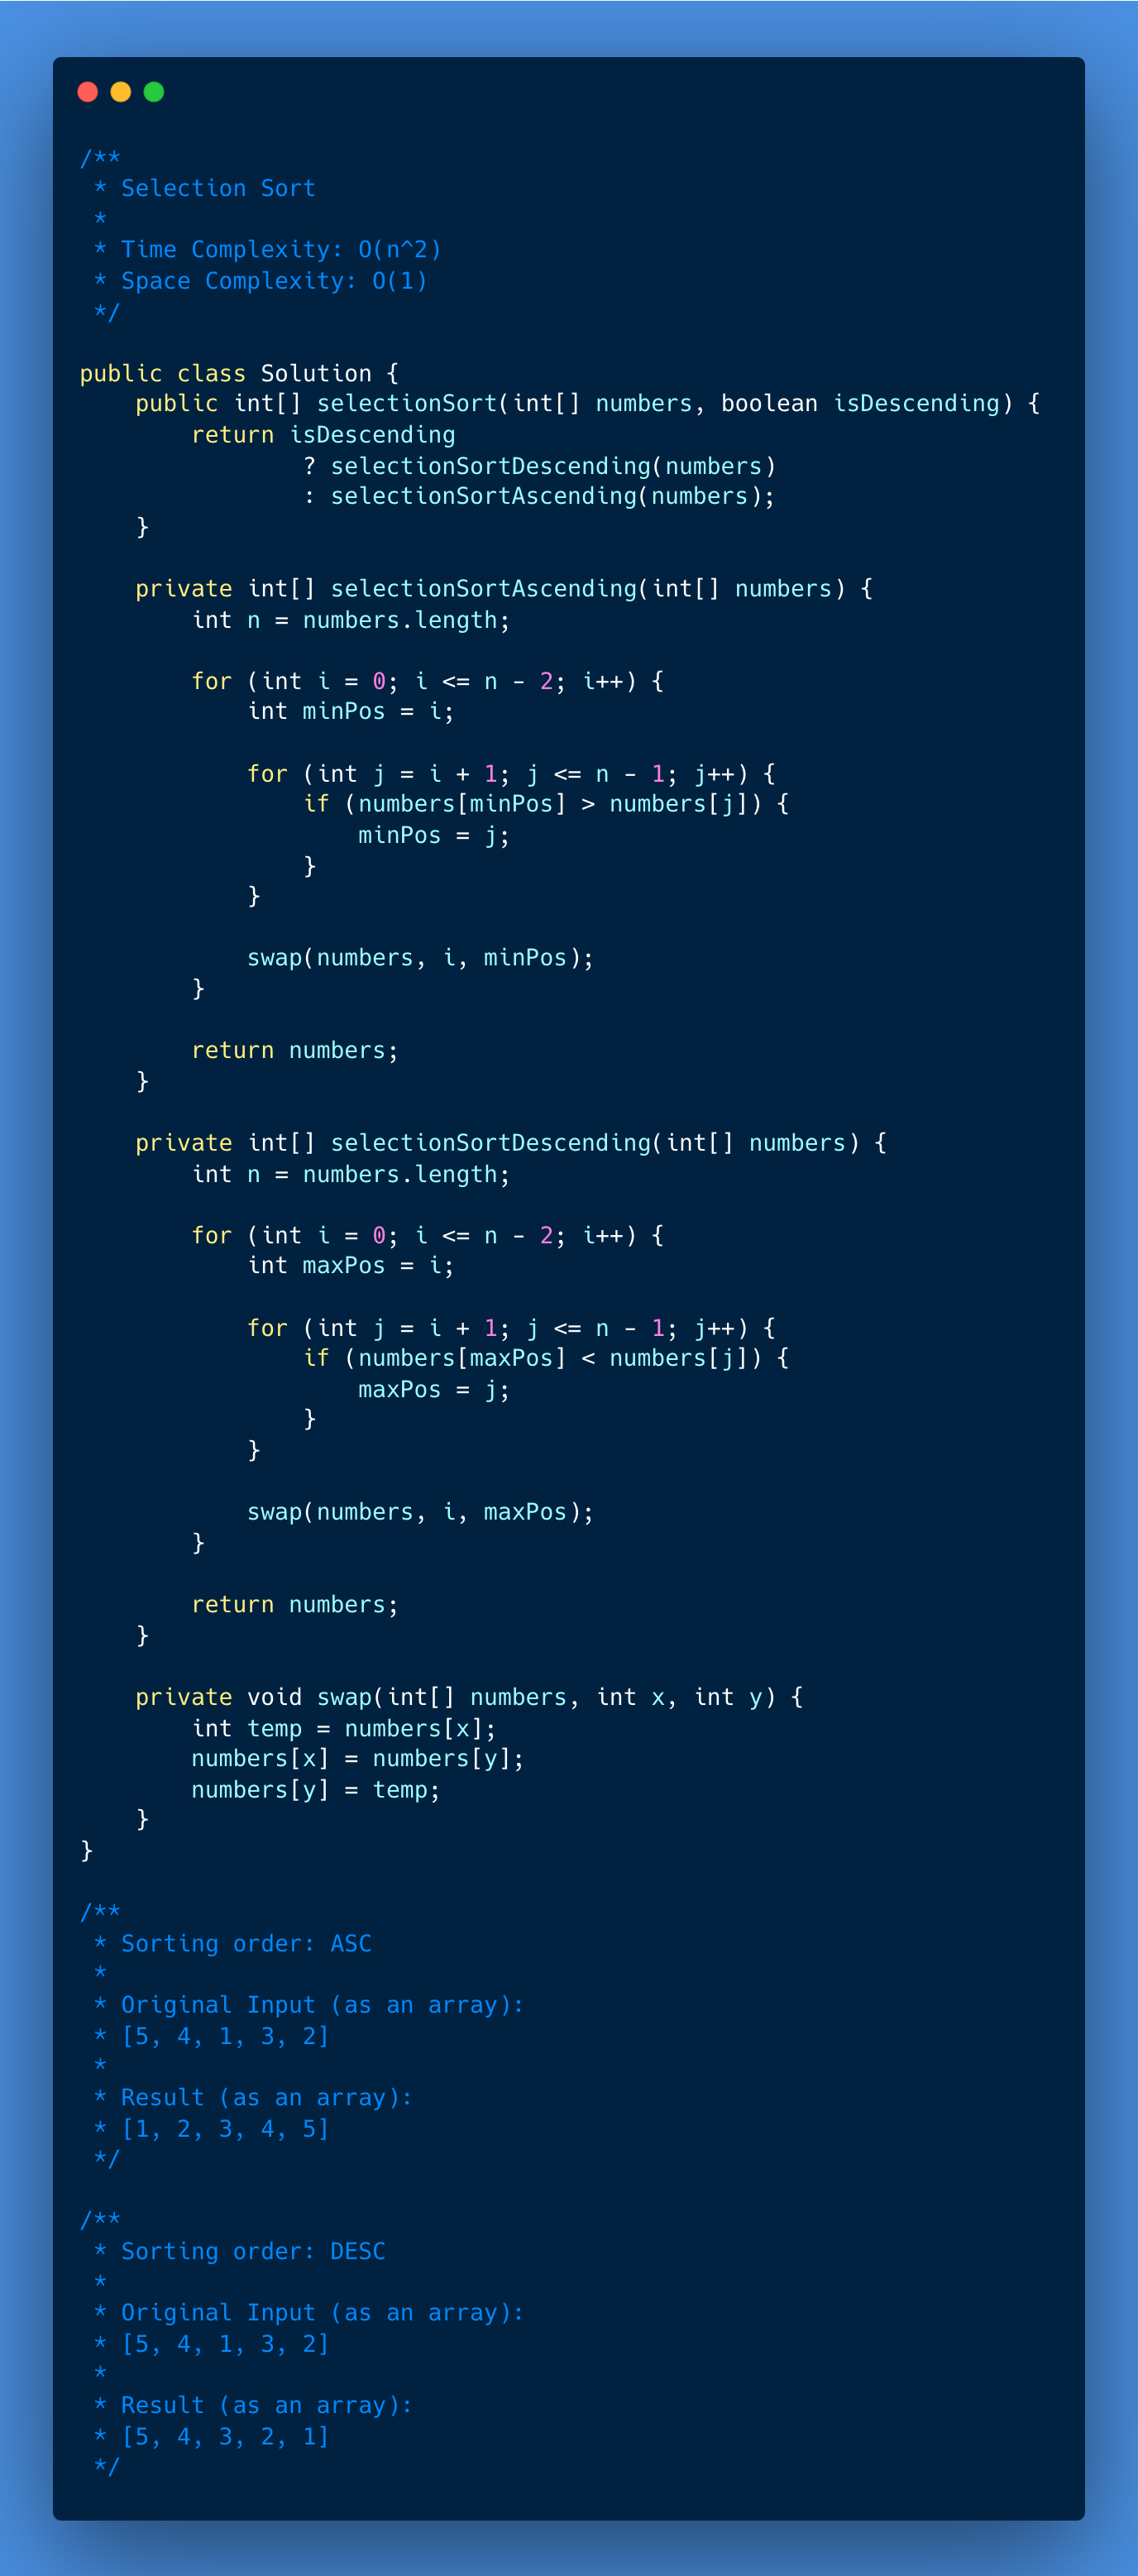 /**
 * Selection Sort
 *
 * Time Complexity: O(n^2)
 * Space Complexity: O(1)
 */

public class Solution {
    public int[] selectionSort(int[] numbers, boolean isDescending) {
        return isDescending
                ? selectionSortDescending(numbers)
                : selectionSortAscending(numbers);
    }

    private int[] selectionSortAscending(int[] numbers) {
        int n = numbers.length;

        for (int i = 0; i <= n - 2; i++) {
            int minPos = i;

            for (int j = i + 1; j <= n - 1; j++) {
                if (numbers[minPos] > numbers[j]) {
                    minPos = j;
                }
            }

            swap(numbers, i, minPos);
        }

        return numbers;
    }

    private int[] selectionSortDescending(int[] numbers) {
        int n = numbers.length;

        for (int i = 0; i <= n - 2; i++) {
            int maxPos = i;

            for (int j = i + 1; j <= n - 1; j++) {
                if (numbers[maxPos] < numbers[j]) {
                    maxPos = j;
                }
            }

            swap(numbers, i, maxPos);
        }

        return numbers;
    }

    private void swap(int[] numbers, int x, int y) {
        int temp = numbers[x];
        numbers[x] = numbers[y];
        numbers[y] = temp;
    }
}

/**
 * Sorting order: ASC
 *
 * Original Input (as an array):
 * [5, 4, 1, 3, 2]
 *
 * Result (as an array):
 * [1, 2, 3, 4, 5]
 */

/**
 * Sorting order: DESC
 *
 * Original Input (as an array):
 * [5, 4, 1, 3, 2]
 *
 * Result (as an array):
 * [5, 4, 3, 2, 1]
 */